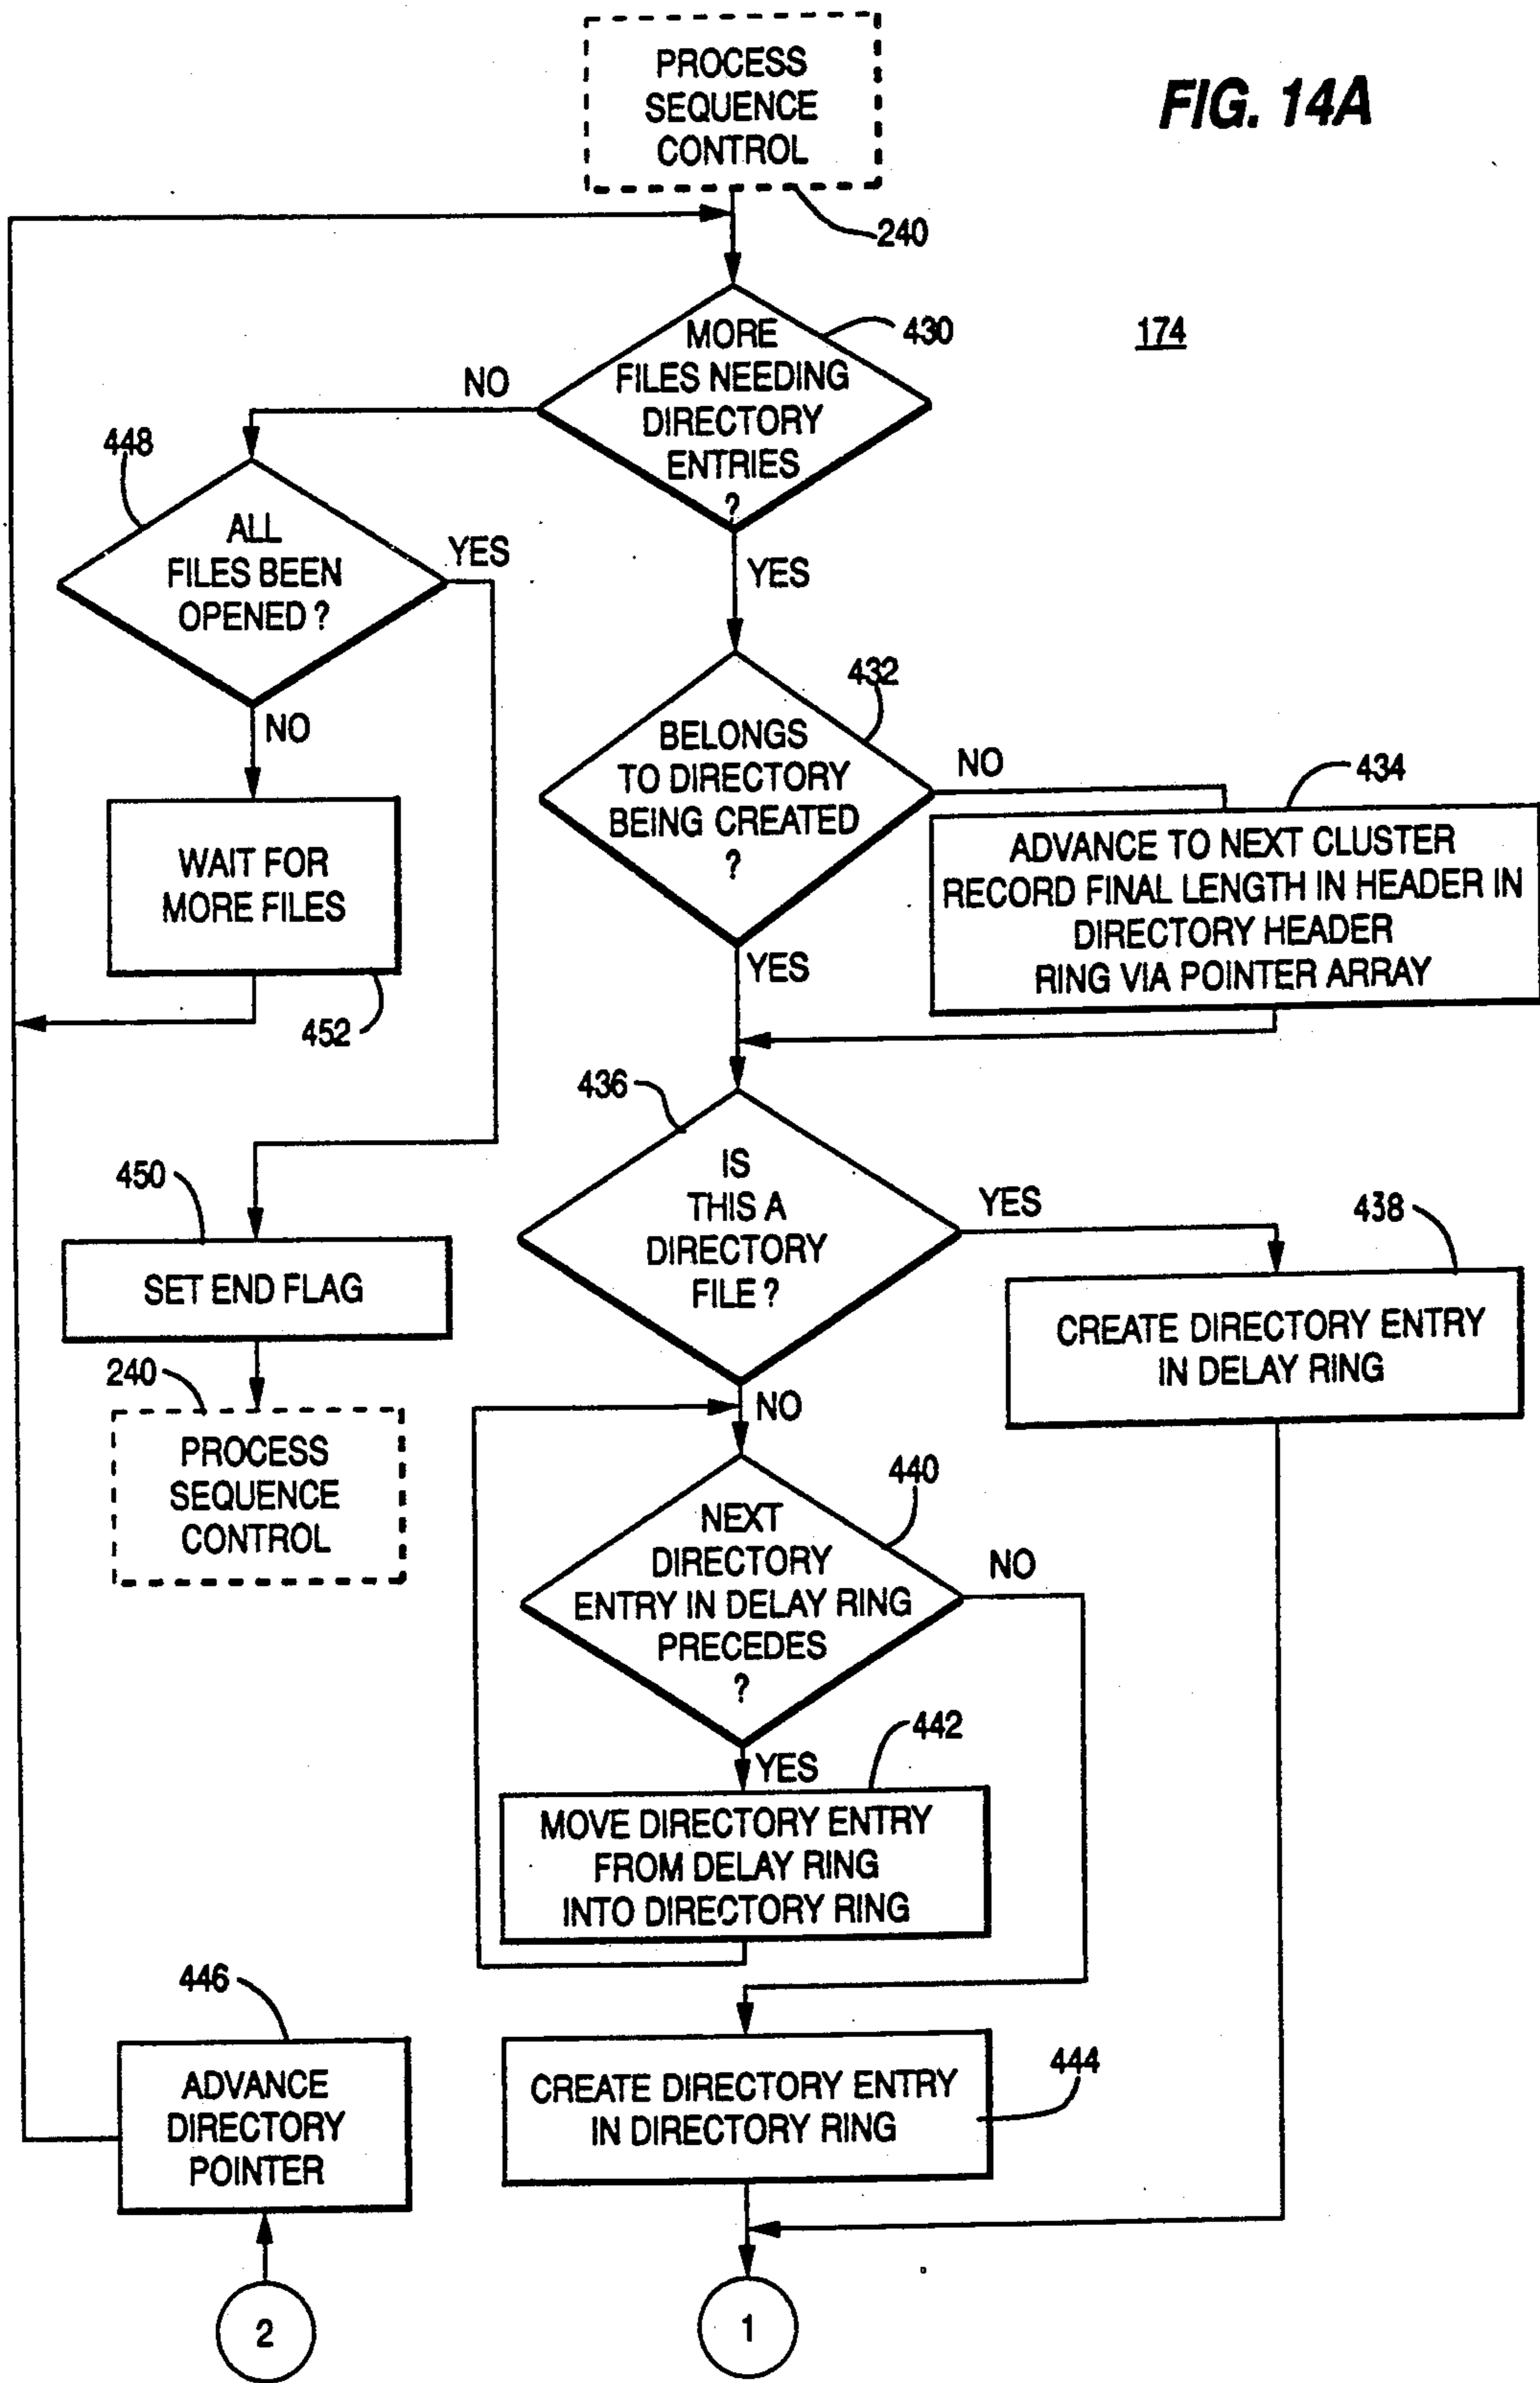 PROCESS
SEQUENCE
CONTROL
FIG. 14A
240
174
MORE
FILES NEEDING
DIRECTORY
ENTRIES
?
430
NO
YES
448
ALL
FILES BEEN
OPENED ?
YES
NO
432
BELONGS
TO DIRECTORY
BEING CREATED
?
NO
YES
434
ADVANCE TO NEXT CLUSTER
RECORD FINAL LENGTH IN HEADER IN
DIRECTORY HEADER
RING VIA POINTER ARRAY
WAIT FOR
MORE FILES
452
436
IS
THIS A
DIRECTORY
FILE ?
YES
NO
438
CREATE DIRECTORY ENTRY
IN DELAY RING
450
SET END FLAG
240
PROCESS
SEQUENCE
CONTROL
440
NEXT
DIRECTORY
ENTRY IN DELAY RING
PRECEDES
?
NO
YES
442
MOVE DIRECTORY ENTRY
FROM DELAY RING
INTO DIRECTORY RING
446
ADVANCE
DIRECTORY
POINTER
444
CREATE DIRECTORY ENTRY
IN DIRECTORY RING
2
1